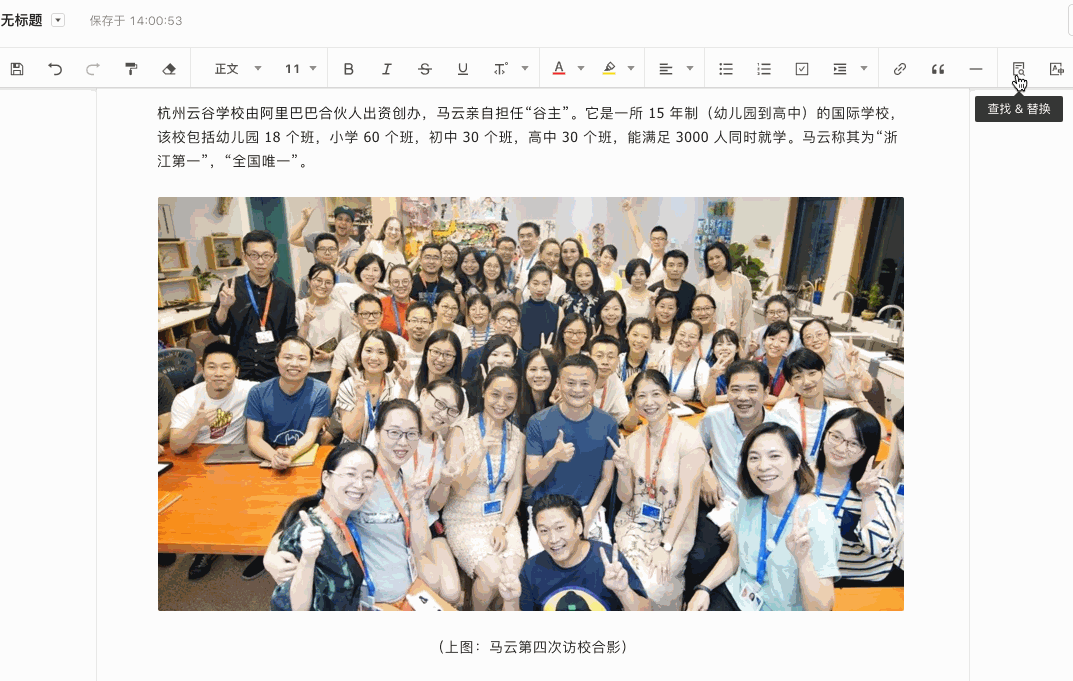 无标题 保存于 14:00:53
正文 11 B I S U T A
查找 & 替换
杭州云谷学校由阿里巴巴合伙人出资创办，马云亲自担任“谷主”。它是一所 15 年制（幼儿园到高中）的国际学校，
该校包括幼儿园 18 个班，小学 60 个班，初中 30 个班，高中 30 个班，能满足 3000 人同时就学。马云称其为“浙
江第一”，“全国唯一”。
（上图：马云第四次访校合影）